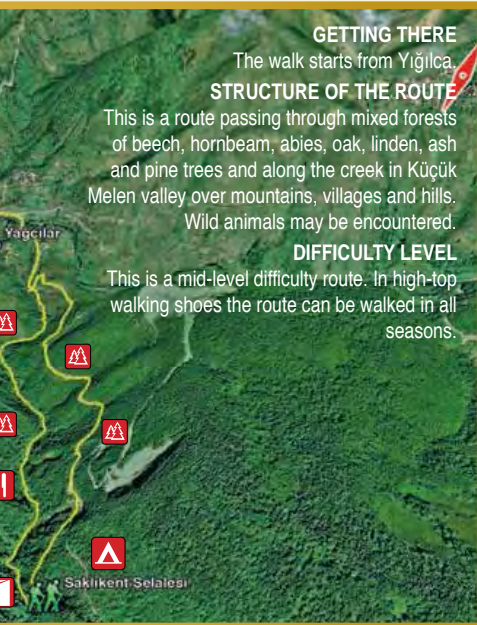 GETTING THERE
The walk starts from Yığılca.
STRUCTURE OF THE ROUTE
This is a route passing through mixed forests
of beech, hornbeam, abies, oak, linden, ash
and pine trees and along the creek in Küçük
Melen valley over mountains, villages and hills.
Wild animals may be encountered.
DIFFICULTY LEVEL
This is a mid-level difficulty route. In high-top
walking shoes the route can be walked in all
seasons.
Yağcılar
Saklıkent Şelalesi